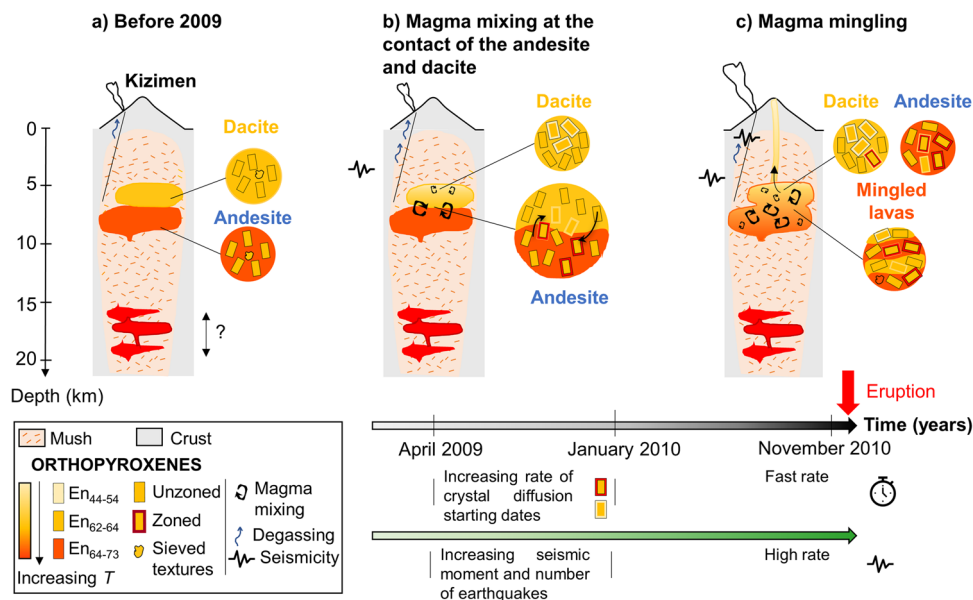 a) Before 2009
b) Magma mixing at the
contact of the andesite
and dacite
c) Magma mingling
Kizimen
Dacite
Andesite
Dacite
Andesite
Dacite
Andesite
Mingled
lavas
0
5
10
15
20
?
Depth (km)
Eruption
Time (years)
April 2009
January 2010
November 2010
Increasing rate of
crystal diffusion
starting dates
Fast rate
Increasing seismic
moment and number
of earthquakes
High rate
Mush
Crust
ORTHOPYROXENES
En44-54
En62-64
En64-73
Increasing T
Unzoned
Zoned
Sieved
textures
Magma
mixing
Degassing
Seismicity